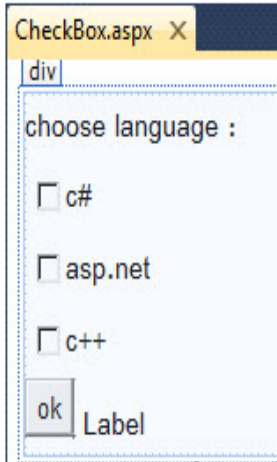 CheckBox.aspx X
div
choose language :
c#
asp.net
c++
ok Label